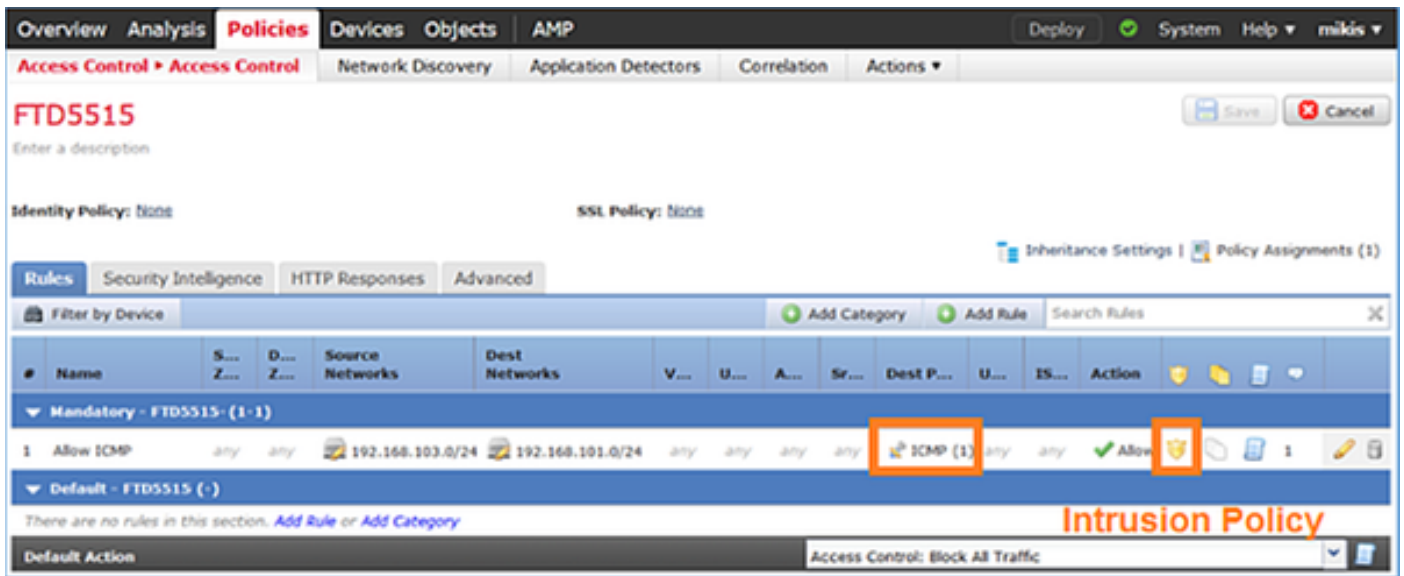 Overview Analysis Policies Devices Objects AMP Deploy System Help mikis
Access Control ▸ Access Control Network Discovery Application Detectors Correlation Actions
FTD5515 Save Cancel
Enter a description
Identity Policy: None SSL Policy: None
Inheritance Settings | Policy Assignments (1)
Rules Security Intelligence HTTP Responses Advanced
Filter by Device Add Category Add Rule Search Rules
# Name S... Z... D... Z... Source Networks Dest Networks V... U... A... Sr... Dest P... U... IS... Action
Mandatory - FTD5515- (1-1)
1 Allow ICMP any any 192.168.103.0/24 192.168.101.0/24 any any any any ICMP (1) any any Allow 1
Default - FTD5515 (-)
There are no rules in this section. Add Rule or Add Category
Intrusion Policy
Default Action Access Control: Block All Traffic